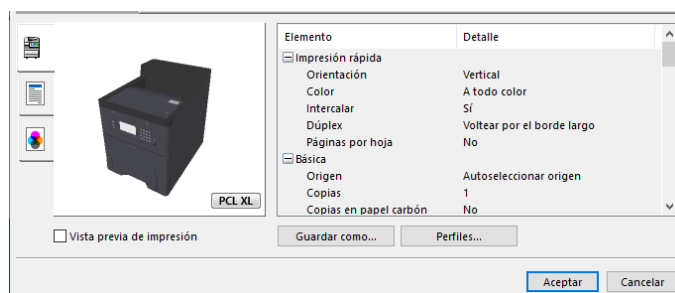 Elemento Detalle
Impresión rápida
Orientación Vertical
Color A todo color
Intercalar Sí
Dúplex Voltear por el borde largo
Páginas por hoja No
Básica
Origen Autoseleccionar origen
Copias 1
Copias en papel carbón No
PCL XL
Vista previa de impresión
Guardar como... Perfiles...
Aceptar Cancelar